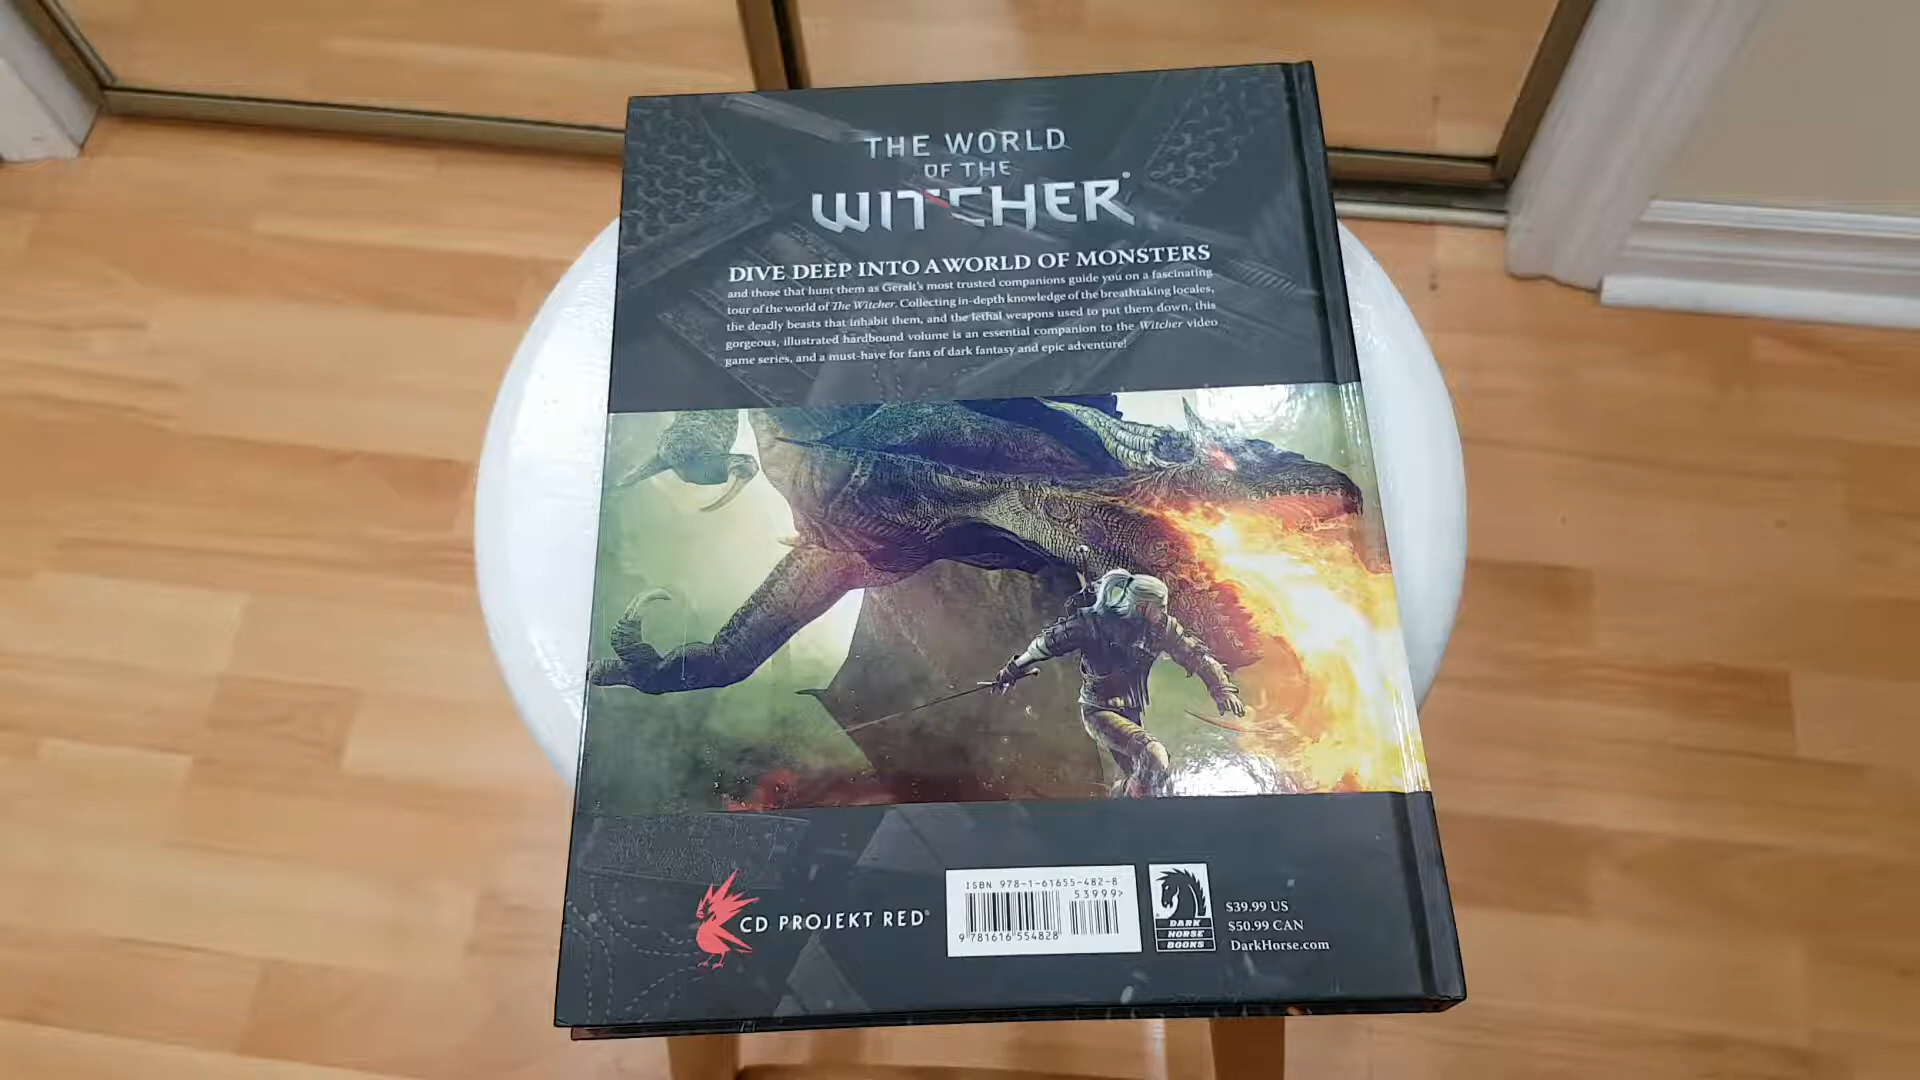 THE WORLD
OF THE
WITCHER®
DIVE DEEP INTO A WORLD OF MONSTERS
and those that hunt them as Geralt's most trusted companions guide you on a fascinating
tour of the world of The Witcher. Collecting in-depth knowledge of the breathtaking locales,
the deadly beasts that inhabit them, and the lethal weapons used to put them down, this
gorgeous, illustrated hardbound volume is an essential companion to the Witcher video
game series, and a must-have for fans of dark fantasy and epic adventure!
CD PROJEKT RED®
ISBN 978-1-61655-482-8
53999>
9 781616 554828
DARK
HORSE
BOOKS
$39.99 US
$50.99 CAN
DarkHorse.com